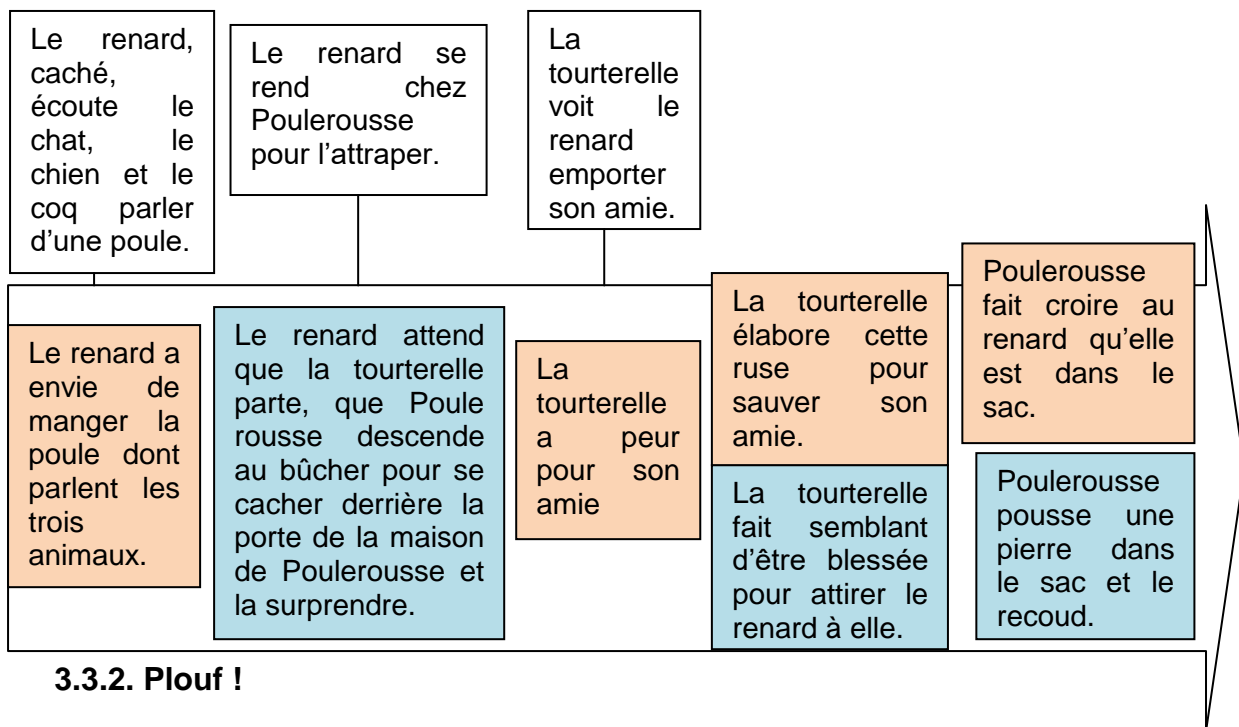 Le renard,
caché,
écoute le
chat, le
chien et le
coq parler
d’une poule.
Le renard se
rend chez
Poulerousse
pour l’attraper.
La
tourterelle
voit le
renard
emporter
son amie.
Le renard a
envie de
manger la
poule dont
parlent les
trois
animaux.
Le renard attend
que la tourterelle
parte, que Poule
rousse descende
au bûcher pour se
cacher derrière la
porte de la maison
de Poulerousse et
la surprendre.
La
tourterelle
a peur
pour son
amie
La tourterelle
élabore cette
ruse pour
sauver son
amie.
La tourterelle
fait semblant
d’être blessée
pour attirer le
renard à elle.
Poulerousse
fait croire au
renard qu’elle
est dans le
sac.
Poulerousse
pousse une
pierre dans
le sac et le
recoud.
3.3.2. Plouf !